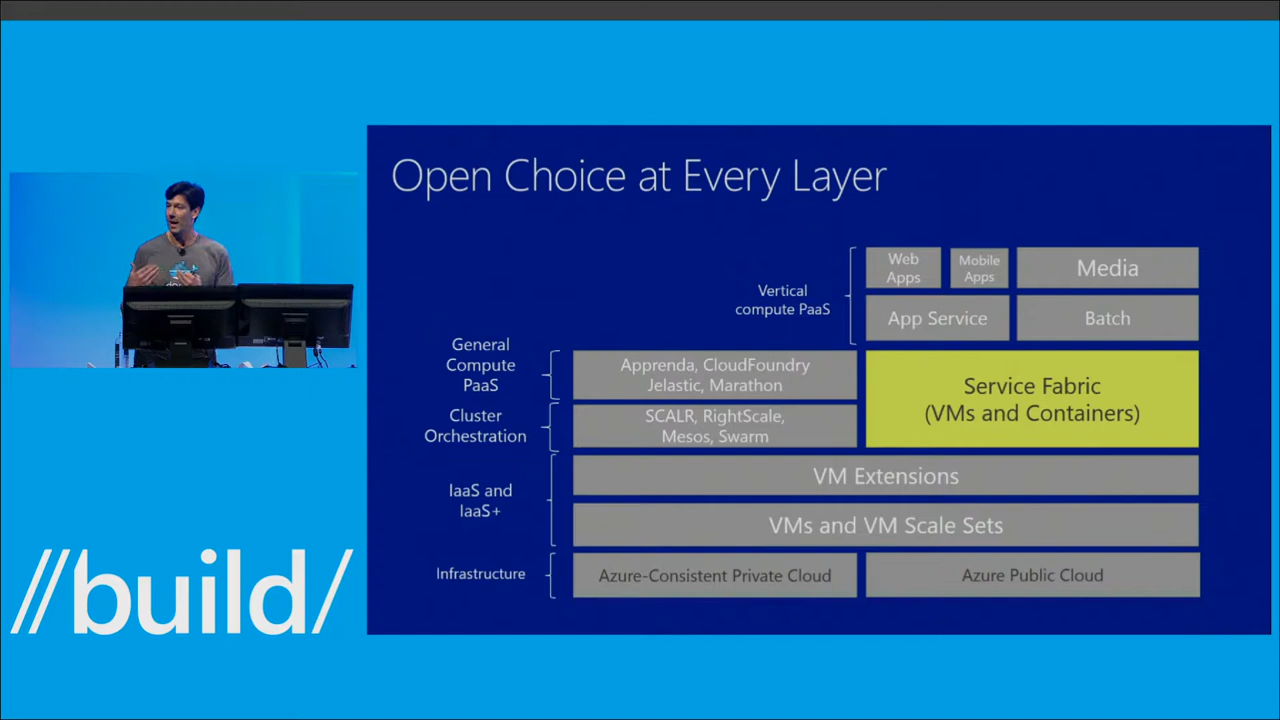 Open Choice at Every Layer
Web
Apps
Mobile
Apps
Media
Vertical
compute PaaS
App Service
Batch
General
Compute
PaaS
Apprenda, CloudFoundry
Jelastic, Marathon
Service Fabric
(VMs and Containers)
Cluster
Orchestration
SCALR, RightScale,
Mesos, Swarm
IaaS and
IaaS+
VM Extensions
VMs and VM Scale Sets
Infrastructure
Azure-Consistent Private Cloud
Azure Public Cloud
//build/